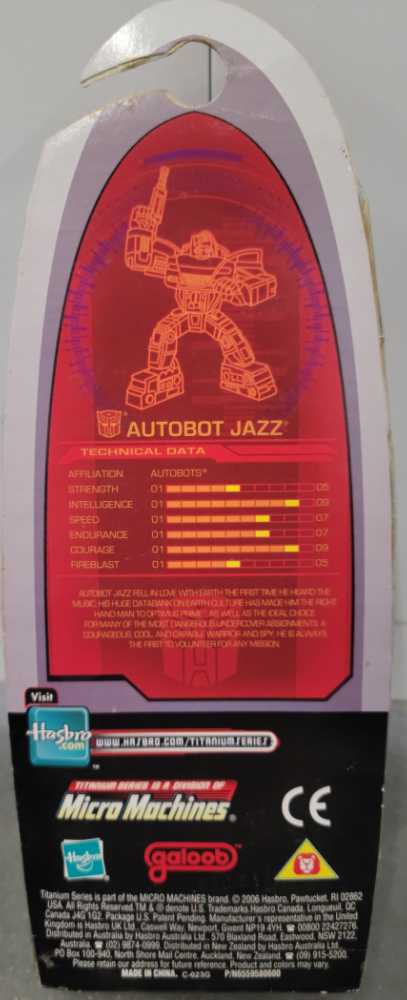 AUTOBOT JAZZ®
TECHNICAL DATA
AFFILIATION AUTOBOTS®
STRENGTH 01 05
INTELLIGENCE 01 09
SPEED 01 07
ENDURANCE 01 07
COURAGE 01 09
FIREBLAST 01 05
AUTOBOT JAZZ FELL IN LOVE WITH EARTH THE FIRST TIME HE HEARD THE
MUSIC. HIS HUGE DATABANK ON EARTH CULTURE HAS MADE HIM THE RIGHT
HAND MAN TO OPTIMUS PRIME, AS WELL AS THE IDEAL CHOICE
FOR MANY OF THE MOST DANGEROUS UNDERCOVER ASSIGNMENTS. A
COURAGEOUS, COOL, AND CAPABLE WARRIOR AND SPY, HE IS ALWAYS
THE FIRST TO VOLUNTEER FOR ANY MISSION.
Visit
Hasbro
.com
™
WWW.HASBRO.COM/TITANIUMSERIES
TITANIUM SERIES IS A DIVISION OF
Micro Machines®
CE
Hasbro
galoob™
Titanium Series is part of the MICRO MACHINES brand. © 2006 Hasbro, Pawtucket, RI 02862
USA. All Rights Reserved. TM & ® denote U.S. Trademarks. Hasbro Canada, Longueuil, QC
Canada J4G 1G2. Package U.S. Patent Pending. Manufacturer's representative in the United
Kingdom is Hasbro UK Ltd., Caswell Way, Newport, Gwent NP19 4YH ☎ 00800 22427276.
Distributed in Australia by Hasbro Australia Ltd., 570 Blaxland Road, Eastwood, NSW 2122,
Australia. ☎ (02) 9874-0999. Distributed in New Zealand by Hasbro Australia Ltd.
PO Box 100-940, North Shore Mail Centre, Auckland, New Zealand. ☎ (09) 915-5200.
Please retain our address for future reference. Product and colors may vary.
MADE IN CHINA. C-023G P/N6559580600